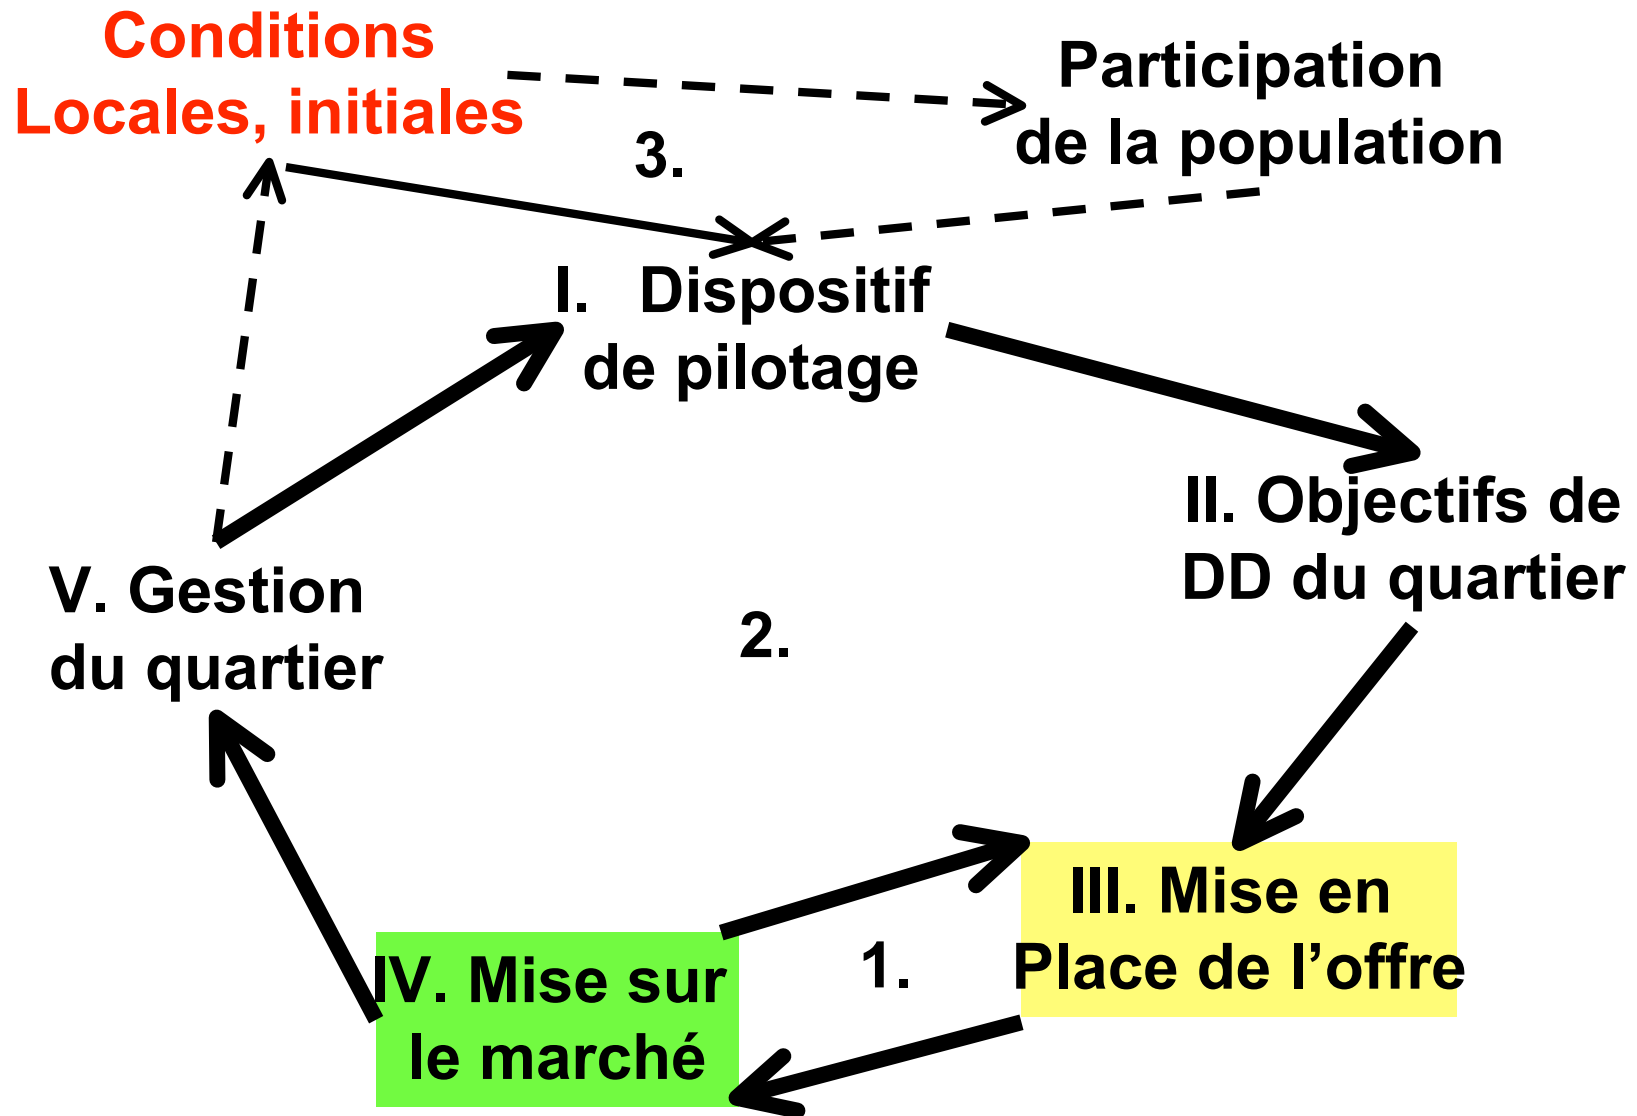 Conditions
Locales, initiales
Participation
de la population
3.
I. Dispositif
de pilotage
II. Objectifs de
DD du quartier
V. Gestion
du quartier
2.
III. Mise en
Place de l’offre
1.
IV. Mise sur
le marché